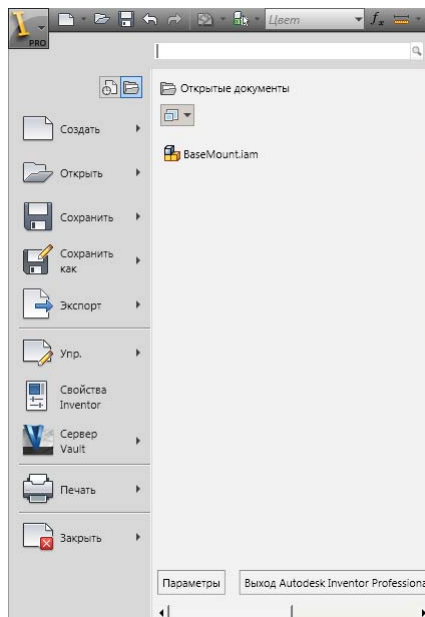 Цвет
fx
PRO
Открытые документы
BaseMount.iam
Создать
Открыть
Сохранить
Сохранить
как
Экспорт
Упр.
Свойства
Inventor
Сервер
Vault
Печать
Закрыть
Параметры
Выход Autodesk Inventor Professiona